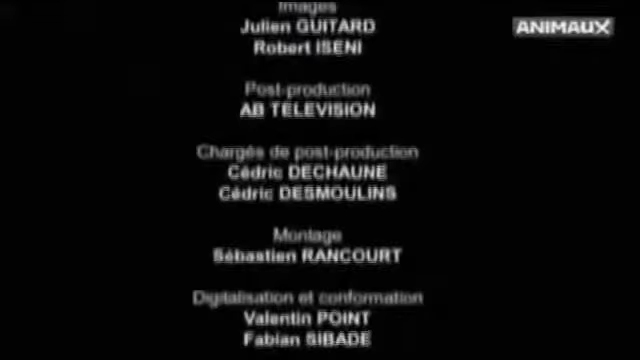 Images
Julien GUITARD
Robert ISENI
ANIMAUX
Post-production
AB TELEVISION
Chargés de post-production
Cédric DECHAUNE
Cédric DESMOULINS
Montage
Sébastien RANCOURT
Digitalisation et conformation
Valentin POINT
Fabian SIBADE